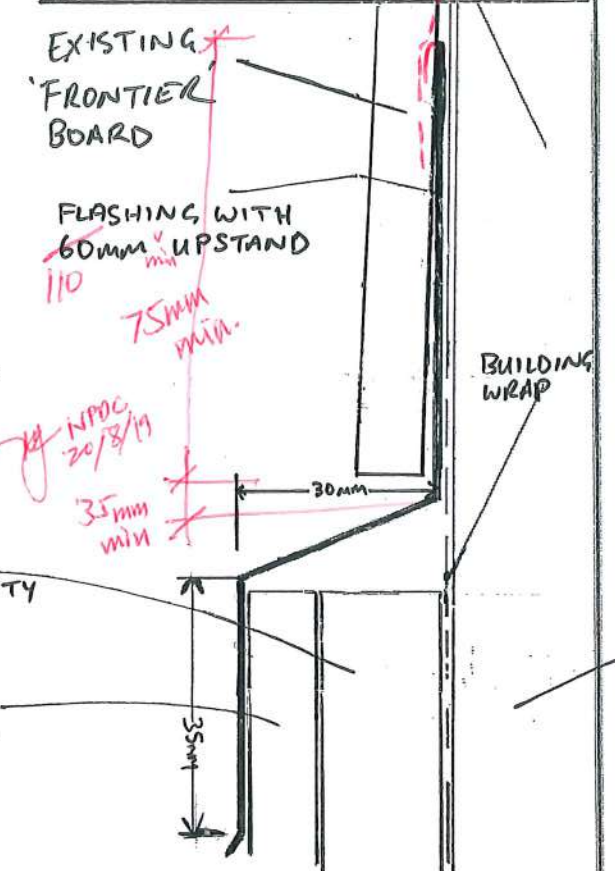 EXISTING
'FRONTIER'
BOARD
FLASHING WITH
60mm min UPSTAND
110
75mm
min.
BUILDING
WRAP
NPDC
20/8/19
30mm
35mm
min
TY
35mm